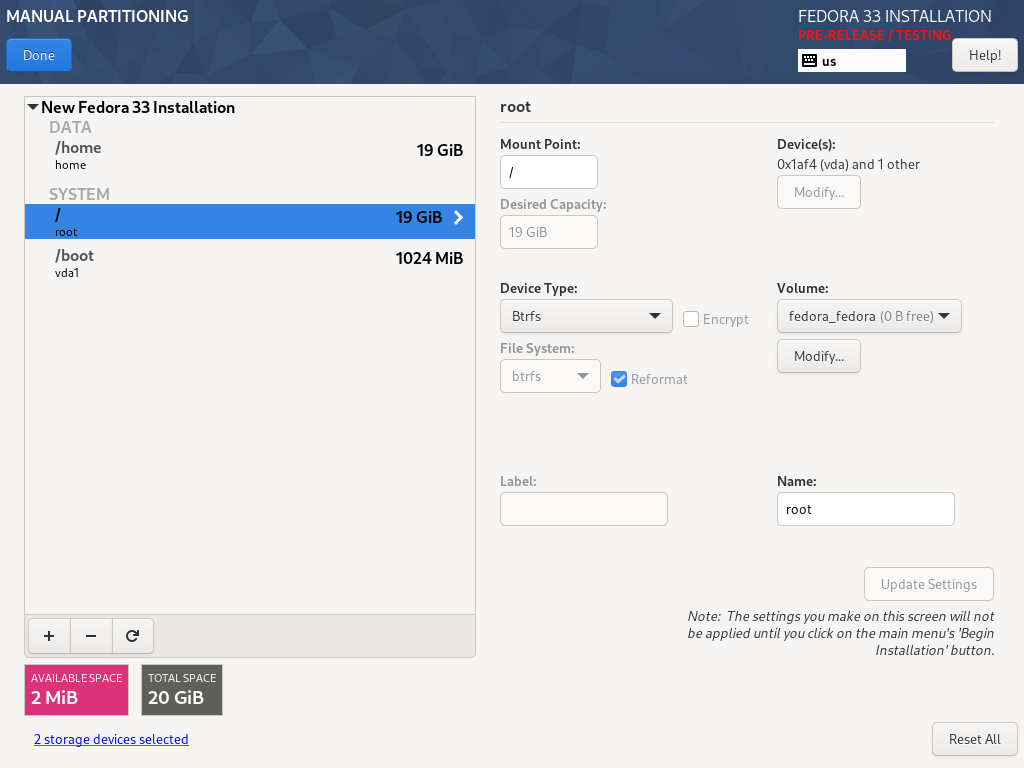 MANUAL PARTITIONING
FEDORA 33 INSTALLATION
PRE-RELEASE / TESTING
Done
us
Help!
New Fedora 33 Installation
DATA
/home
19 GiB
home
SYSTEM
/
19 GiB
root
/boot
1024 MiB
vda1
+
−
AVAILABLE SPACE
2 MiB
TOTAL SPACE
20 GiB
2 storage devices selected
root
Mount Point:
/
Desired Capacity:
19 GiB
Device(s):
0x1af4 (vda) and 1 other
Modify...
Device Type:
Btrfs
Encrypt
File System:
btrfs
Reformat
Volume:
fedora_fedora (0 B free)
Modify...
Label:
Name:
root
Update Settings
Note:  The settings you make on this screen will not
be applied until you click on the main menu's 'Begin
Installation' button.
Reset All